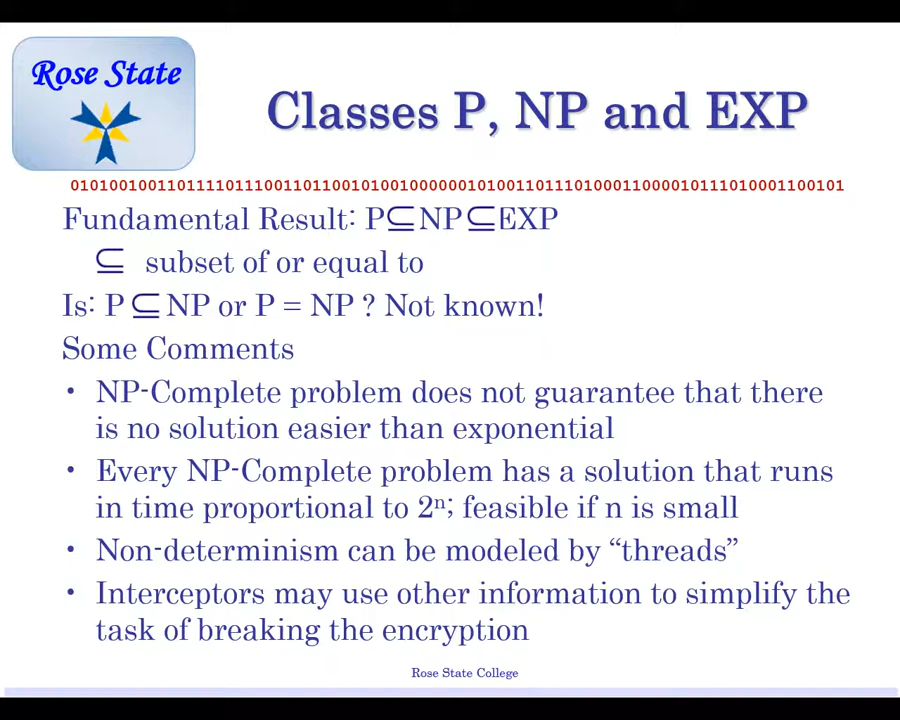 Rose State
Classes P, NP and EXP
01010010011011110111001101100101001000000101001101110100011000010111010001100101
Fundamental Result: P⊆NP⊆EXP
⊆ subset of or equal to
Is: P ⊆ NP or P = NP ? Not known!
Some Comments
• NP-Complete problem does not guarantee that there
is no solution easier than exponential
• Every NP-Complete problem has a solution that runs
in time proportional to 2ⁿ; feasible if n is small
• Non-determinism can be modeled by “threads”
• Interceptors may use other information to simplify the
task of breaking the encryption
Rose State College